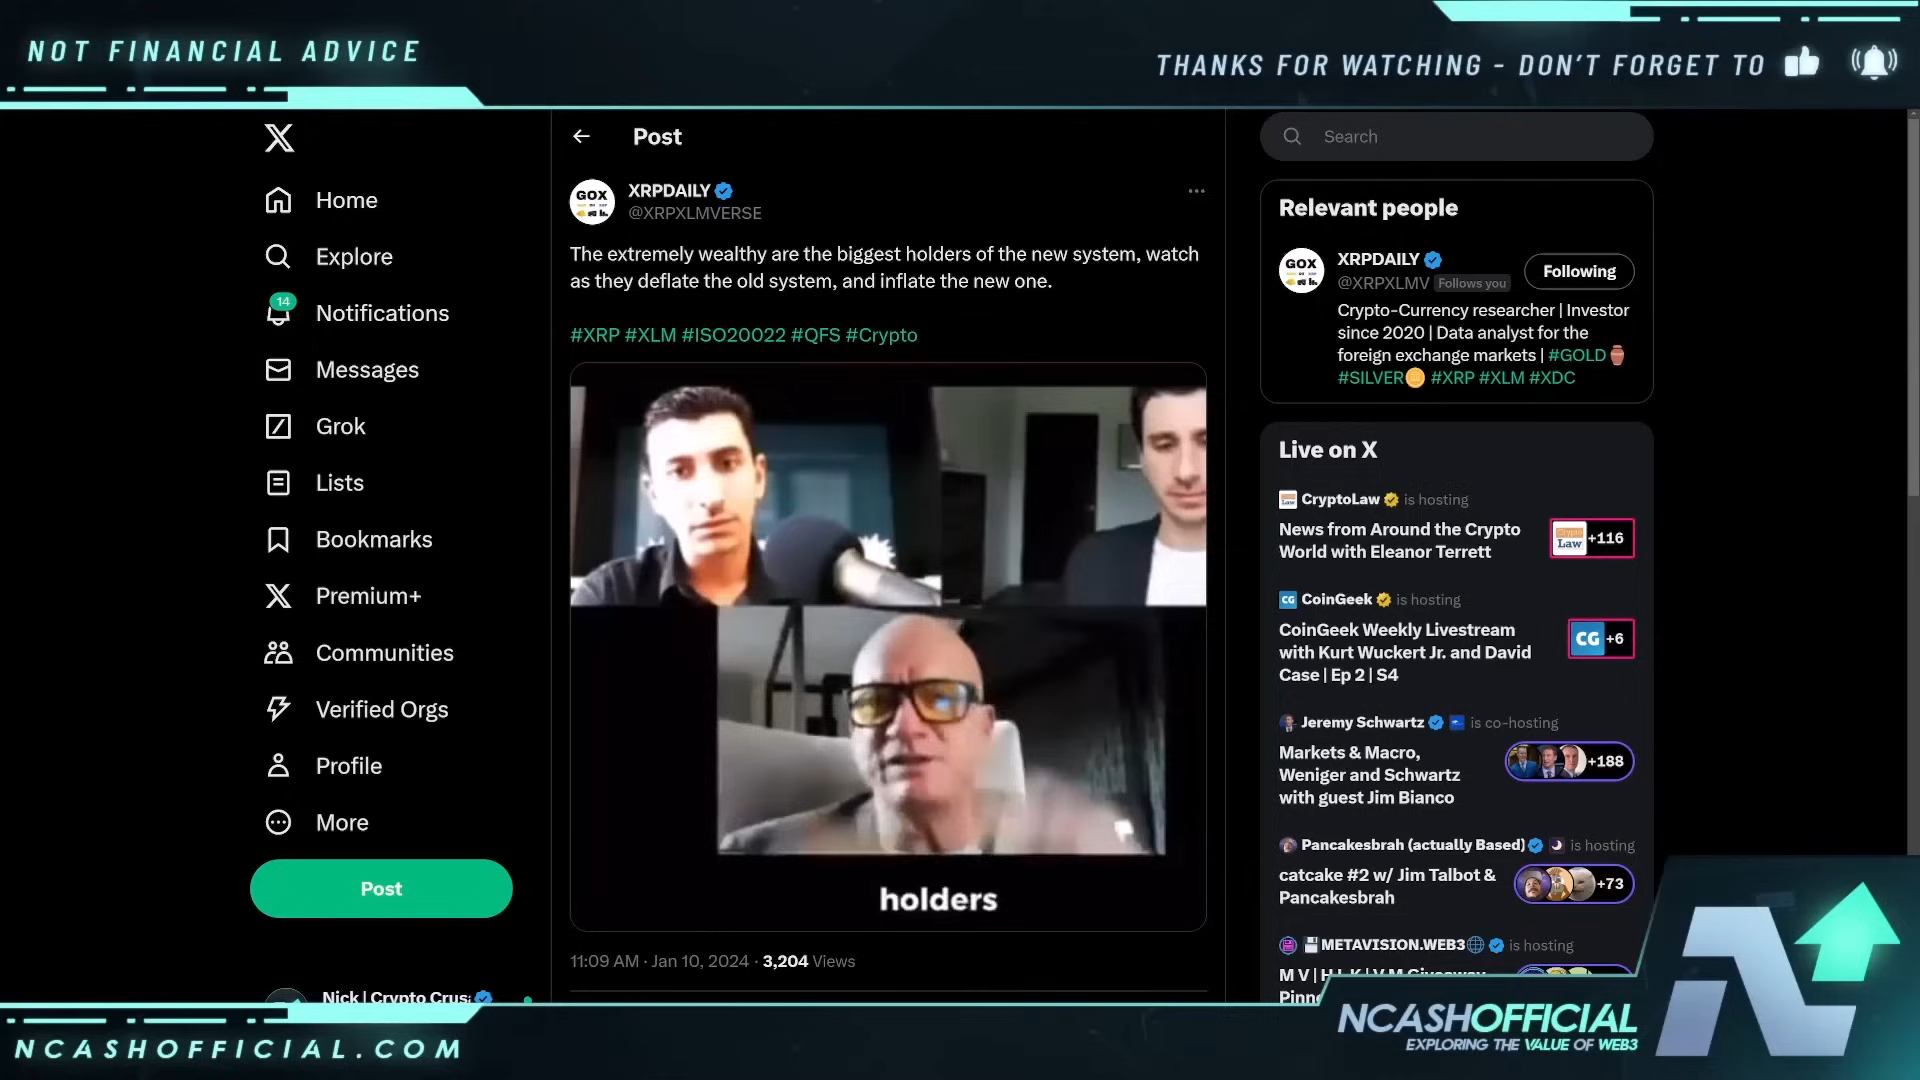 NOT FINANCIAL ADVICE
THANKS FOR WATCHING - DON'T FORGET TO
Home
Explore
14
Notifications
Messages
Grok
Lists
Bookmarks
Premium+
Communities
Verified Orgs
Profile
More
Post
Nick | Crypto Crus
Post
GOX
XRPDAILY
@XRPXLMVERSE
The extremely wealthy are the biggest holders of the new system, watch
as they deflate the old system, and inflate the new one.
#XRP #XLM #ISO20022 #QFS #Crypto
holders
11:09 AM · Jan 10, 2024 · 3,204 Views
Search
Relevant people
GOX
XRPDAILY
@XRPXLMV Follows you
Following
Crypto-Currency researcher | Investor
since 2020 | Data analyst for the
foreign exchange markets | #GOLD
#SILVER #XRP #XLM #XDC
Live on X
CryptoLaw is hosting
News from Around the Crypto
World with Eleanor Terrett
Law +116
CG CoinGeek is hosting
CoinGeek Weekly Livestream
with Kurt Wuckert Jr. and David
Case | Ep 2 | S4
CG +6
Jeremy Schwartz is co-hosting
Markets & Macro,
Weniger and Schwartz
with guest Jim Bianco
+188
Pancakesbrah (actually Based) is hosting
catcake #2 w/ Jim Talbot &
Pancakesbrah
+73
METAVISION.WEB3 is hosting
NCASHOFFICIAL.COM
NCASHOFFICIAL
EXPLORING THE VALUE OF WEB3